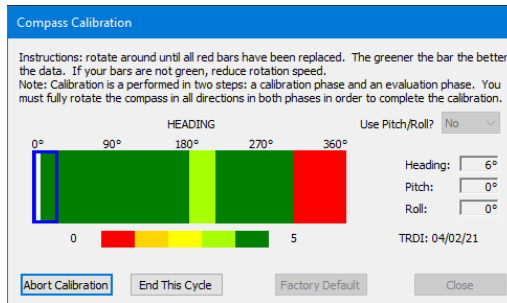 Compass Calibration
Instructions: rotate around until all red bars have been replaced. The greener the bar the better
the data. If your bars are not green, reduce rotation speed.
Note: Calibration is a performed in two steps: a calibration phase and an evaluation phase. You
must fully rotate the compass in all directions in both phases in order to complete the calibration.
HEADING
Use Pitch/Roll? No
0° 90° 180° 270° 360°
Heading: 6°
Pitch: 0°
Roll: 0°
0 5
TRDI: 04/02/21
Abort Calibration End This Cycle Factory Default Close